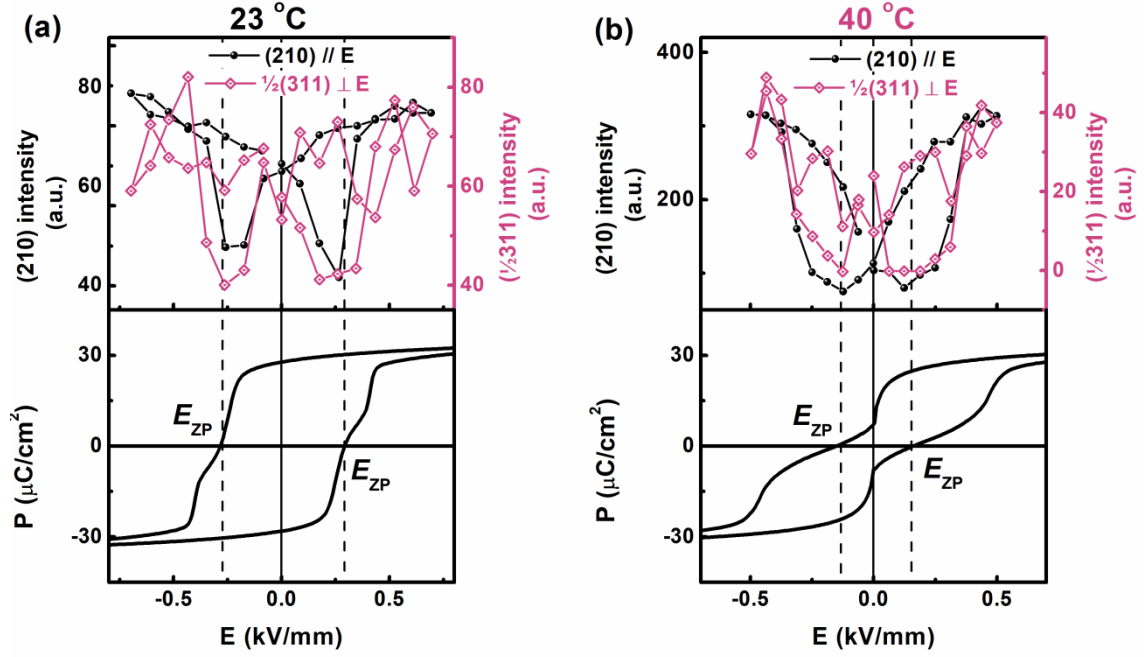 (a) 23 °C
(210) // E
½(311) ⊥ E
80
60
40
(210) intensity
(a.u.)
80
60
40
(½311) intensity
(a.u.)
30
0
-30
P (μC/cm²)
E_ZP
E_ZP
-0.5 0.0 0.5
E (kV/mm)
(b) 40 °C
(210) // E
½(311) ⊥ E
400
200
(210) intensity
(a.u.)
40
20
0
(½311) intensity
(a.u.)
30
0
-30
P (μC/cm²)
E_ZP
E_ZP
-0.5 0.0 0.5
E (kV/mm)